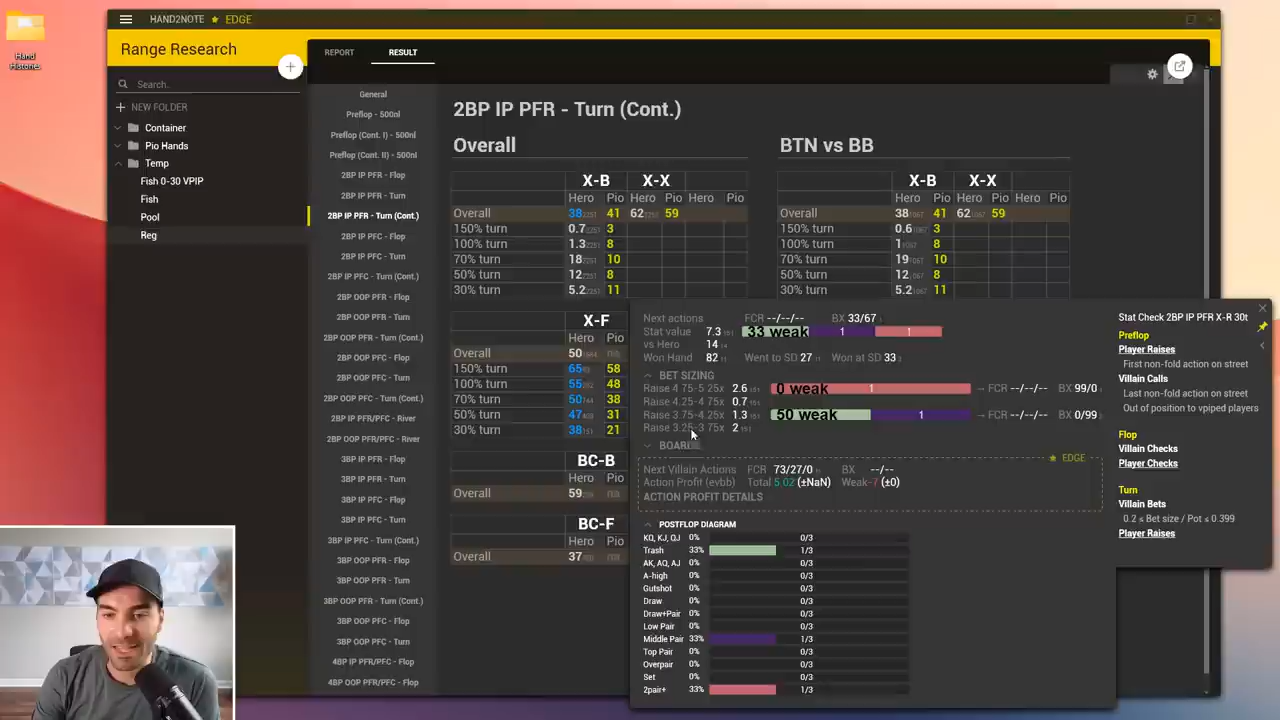 Hand
Histories
HAND2NOTE ★ EDGE
Range Research
REPORT
RESULT
Search..
NEW FOLDER
Container
Pio Hands
Temp
Fish 0-30 VPIP
Fish
Pool
Reg
General
Preflop - 500nl
Preflop (Cont. I) - 500nl
Preflop (Cont. II) - 500nl
2BP IP PFR - Flop
2BP IP PFR - Turn
2BP IP PFR - Turn (Cont.)
2BP IP PFC - Flop
2BP IP PFC - Turn
2BP IP PFC - Turn (Cont.)
2BP OOP PFR - Flop
2BP OOP PFR - Turn
2BP OOP PFR - Turn (Cont.)
2BP OOP PFC - Flop
2BP OOP PFC - Turn
2BP OOP PFC - Turn (Cont.)
2BP IP PFR/PFC - River
2BP OOP PFR/PFC - River
3BP IP PFR - Flop
3BP IP PFR - Turn
3BP IP PFC - Flop
3BP IP PFC - Turn
3BP IP PFC - Turn (Cont.)
3BP OOP PFR - Flop
3BP OOP PFR - Turn
3BP OOP PFR - Turn (Cont.)
3BP OOP PFC - Flop
3BP OOP PFC - Turn
4BP IP PFR/PFC - Flop
4BP OOP PFR/PFC - Flop
2BP IP PFR - Turn (Cont.)
Overall
X-B X-X
Hero Pio Hero Pio Hero Pio
Overall 38 41 62 59
150% turn 0.7 3
100% turn 1.3 8
70% turn 18 10
50% turn 12 8
30% turn 5.2 11
X-F
Hero Pio
Overall 50
150% turn 65 58
100% turn 55 48
70% turn 50 38
50% turn 47 31
30% turn 38 21
BC-B
Hero Pio
Overall 59
BC-F
Hero Pio
Overall 37
BTN vs BB
X-B X-X
Hero Pio Hero Pio Hero Pio
Overall 38 41 62 59
150% turn 0.6 3
100% turn 1 8
70% turn 19 10
50% turn 12 8
30% turn 5.2 11
Next actions FCR --/--/-- BX 33/67
Stat value 7.3 33 weak 1 1
vs Hero 14
Won Hand 82 Went to SD 27 Won at SD 33
BET SIZING
Raise 4.75-5.25x 2.6 0 weak 1 → FCR --/--/-- BX 99/0
Raise 4.25-4.75x 0.7
Raise 3.75-4.25x 1.3 50 weak 1 → FCR --/--/-- BX 0/99
Raise 3.25-3.75x 2
BOARD
★ EDGE
Next Villain Actions FCR 73/27/0 BX --/--
Action Profit (evbb) Total 5.02 (±NaN) Weak-7 (±0)
ACTION PROFIT DETAILS
POSTFLOP DIAGRAM
KQ, KJ, QJ 0% 0/3
Trash 33% 1/3
AK, AQ, AJ 0% 0/3
A-high 0% 0/3
Gutshot 0% 0/3
Draw 0% 0/3
Draw+Pair 0% 0/3
Low Pair 0% 0/3
Middle Pair 33% 1/3
Top Pair 0% 0/3
Overpair 0% 0/3
Set 0% 0/3
2pair+ 33% 1/3
Stat Check 2BP IP PFR X-R 30t
Preflop
Player Raises
First non-fold action on street
Villain Calls
Last non-fold action on street
Out of position to vpiped players
Flop
Villain Checks
Player Checks
Turn
Villain Bets
0.2 ≤ Bet size / Pot ≤ 0.399
Player Raises